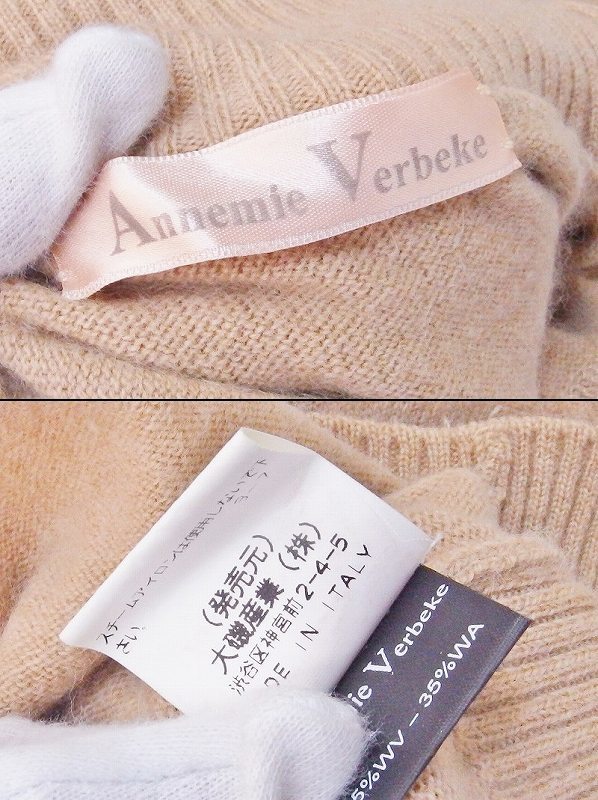 Annemie Verbeke
スチームアイロンは使用しないで下
さい。
(発売元)
大磯産業(株)
渋谷区神宮前2-4-5
DE IN ITALY
ie Verbeke
5%WV - 35%WA